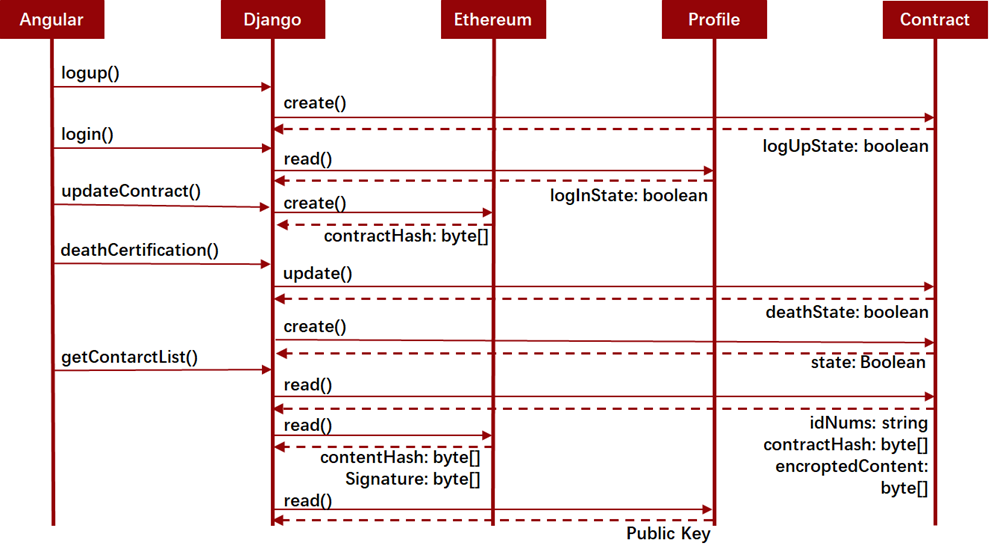 Angular
Django
Ethereum
Profile
Contract
logup()
create()
login()
logUpState: boolean
read()
updateContract()
logInState: boolean
create()
contractHash: byte[]
deathCertification()
update()
deathState: boolean
create()
getContarctList()
state: Boolean
read()
idNums: string
read()
contractHash: byte[]
contentHash: byte[]
encroptedContent:
Signature: byte[]
byte[]
read()
Public Key